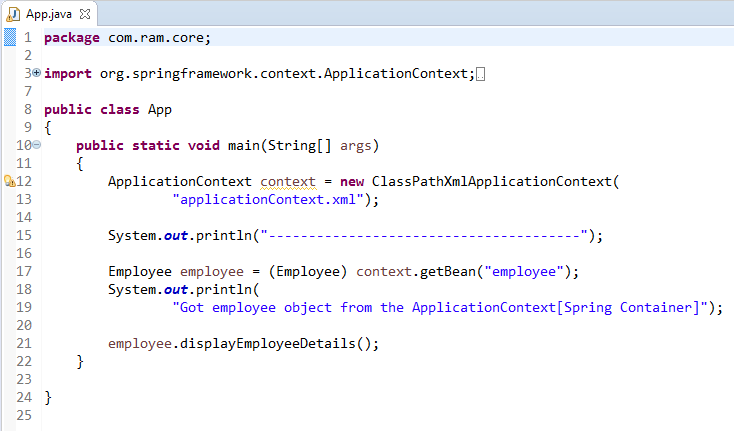 App.java
1 package com.ram.core;
2
3 import org.springframework.context.ApplicationContext;
7
8 public class App
9 {
10 public static void main(String[] args)
11 {
12 ApplicationContext context = new ClassPathXmlApplicationContext(
13 "applicationContext.xml");
14
15 System.out.println("---------------------------------------");
16
17 Employee employee = (Employee) context.getBean("employee");
18 System.out.println(
19 "Got employee object from the ApplicationContext[Spring Container]");
20
21 employee.displayEmployeeDetails();
22 }
23
24 }
25